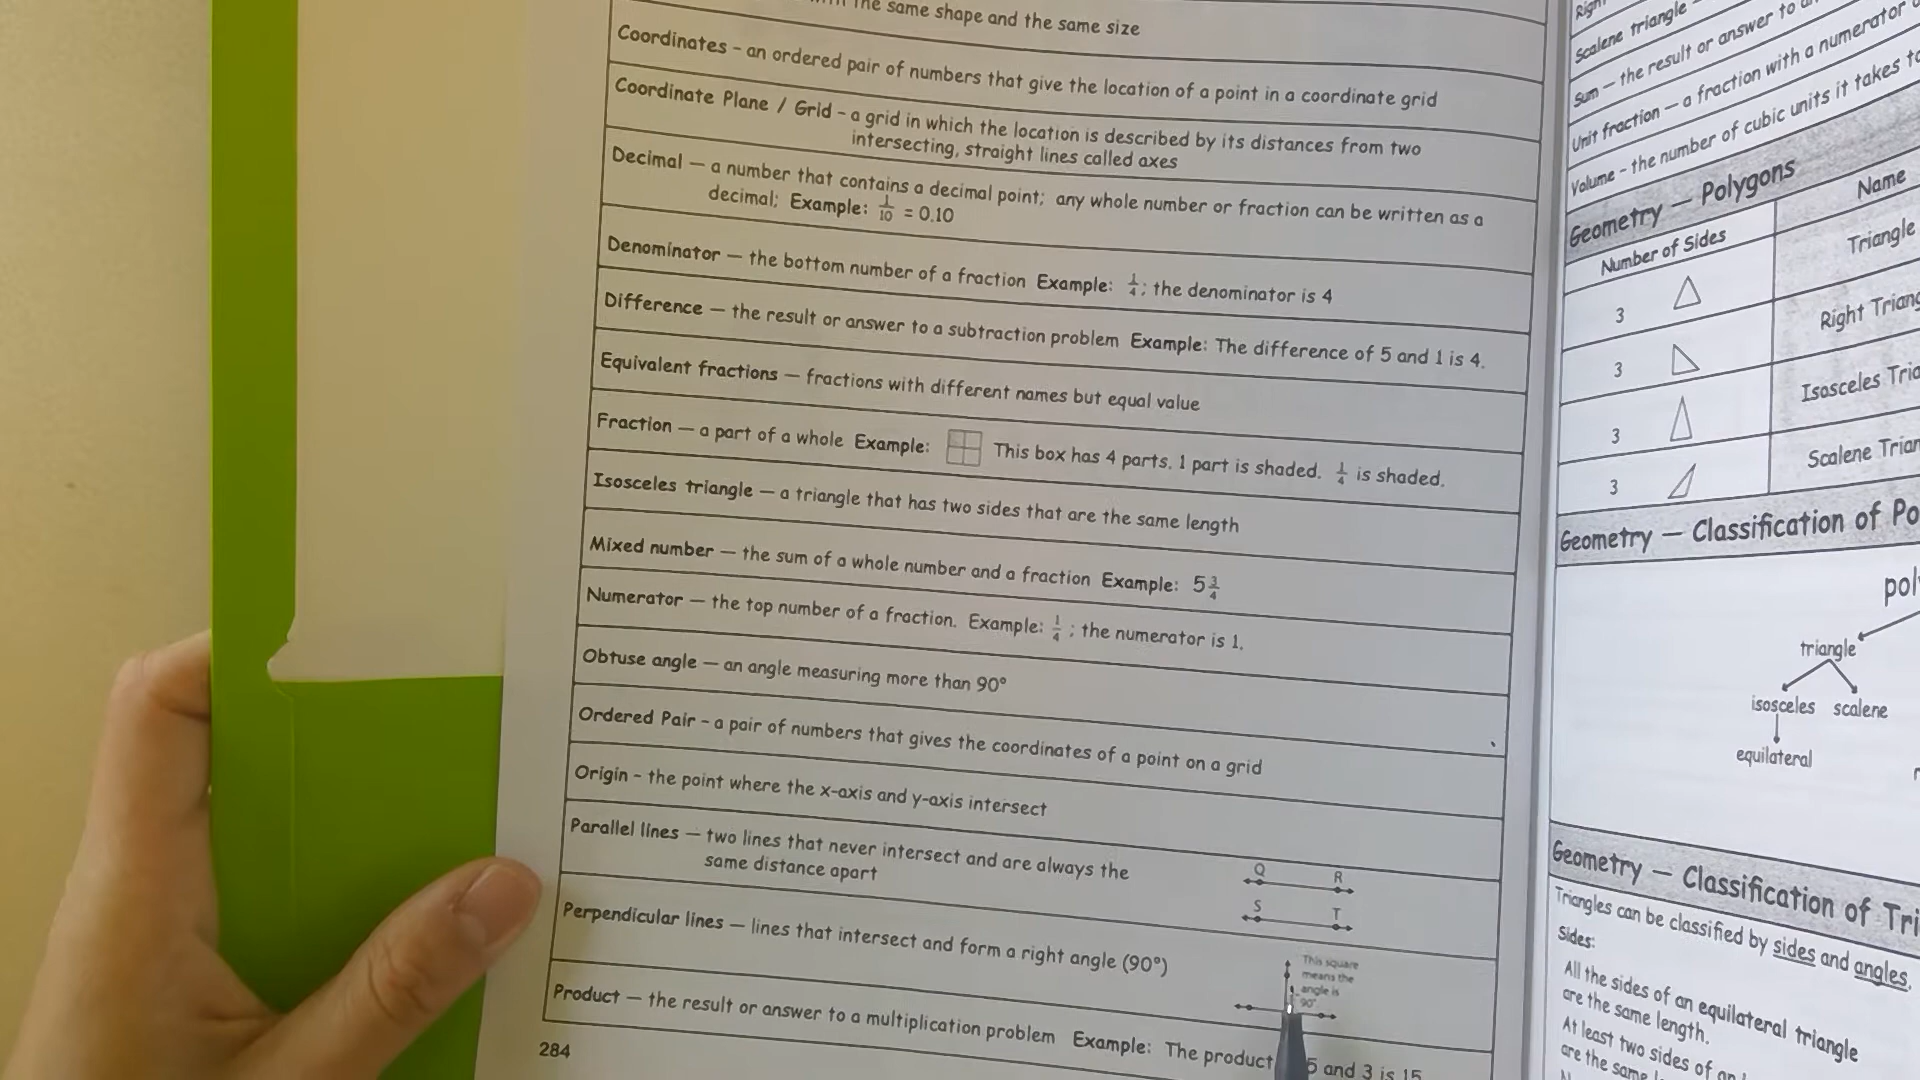 the same shape and the same size
Coordinates - an ordered pair of numbers that give the location of a point in a coordinate grid
Coordinate Plane / Grid - a grid in which the location is described by its distances from two
intersecting, straight lines called axes
Decimal — a number that contains a decimal point; any whole number or fraction can be written as a
decimal; Example: 1/10 = 0.10
Denominator — the bottom number of a fraction Example: 1/4; the denominator is 4
Difference — the result or answer to a subtraction problem Example: The difference of 5 and 1 is 4.
Equivalent fractions — fractions with different names but equal value
Fraction — a part of a whole Example: This box has 4 parts. 1 part is shaded. 1/4 is shaded.
Isosceles triangle — a triangle that has two sides that are the same length
Mixed number — the sum of a whole number and a fraction Example: 5 3/4
Numerator — the top number of a fraction. Example: 1/4 ; the numerator is 1.
Obtuse angle — an angle measuring more than 90°
Ordered Pair - a pair of numbers that gives the coordinates of a point on a grid
Origin - the point where the x-axis and y-axis intersect
Parallel lines — two lines that never intersect and are always the
same distance apart
Q R
S T
Perpendicular lines — lines that intersect and form a right angle (90°)
This square
means the
angle is
90°.
Product — the result or answer to a multiplication problem Example: The product 5 and 3 is 15
284
Scalene triangle
Sum — the result or answer to
Unit fraction — a fraction with a numerator
Volume - the number of cubic units it takes to
Geometry — Polygons
Number of Sides Name
3 Triangle
3 Right
3 Isosceles
3 Scalene
Geometry — Classification of
triangle
isosceles scalene
equilateral
Geometry — Classification of
Triangles can be classified by sides and angles.
Sides:
All the sides of an equilateral triangle
are the same length.
At least two sides of an
are the same